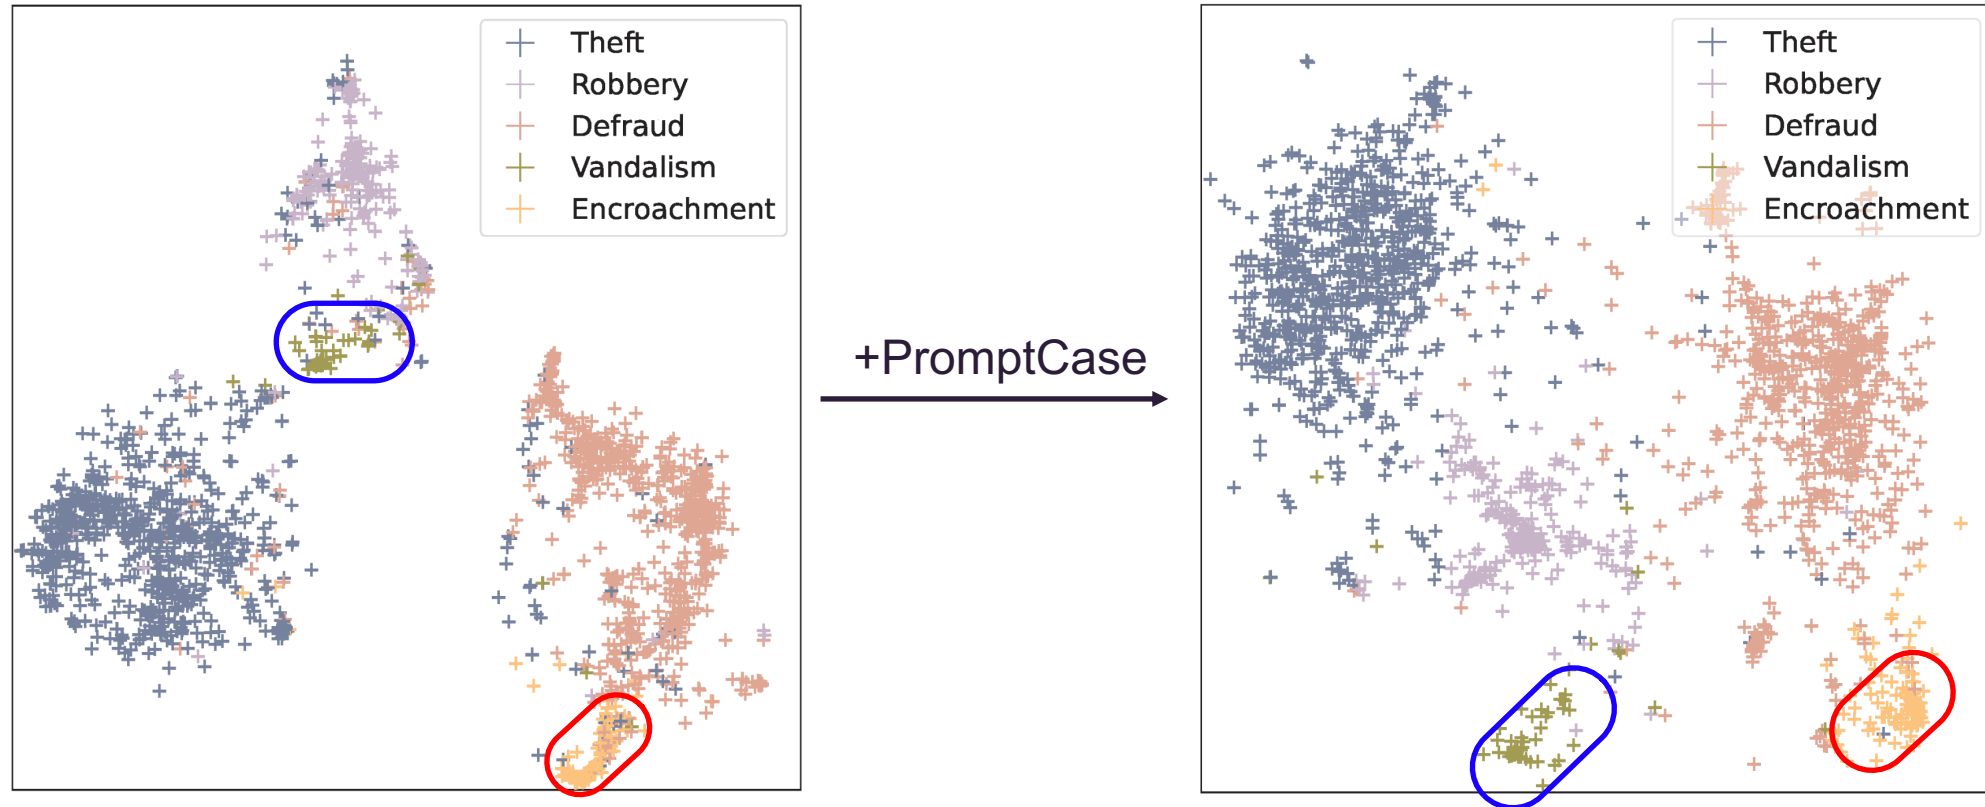 Theft
Robbery
Defraud
Vandalism
Encroachment
+PromptCase
Theft
Robbery
Defraud
Vandalism
Encroachment